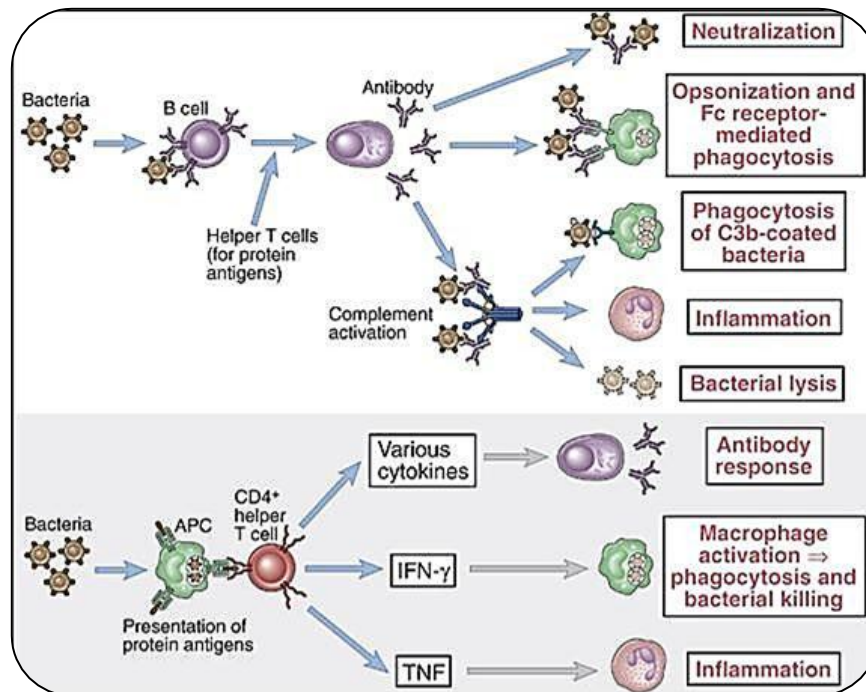 Neutralization
Bacteria
B cell
Antibody
Opsonization and
Fc receptor-
mediated
phagocytosis
Helper T cells
(for protein
antigens)
Phagocytosis
of C3b-coated
bacteria
Complement
activation
Inflammation
Bacterial lysis
Various
cytokines
Antibody
response
Bacteria
APC
CD4+
helper
T cell
IFN-γ
Macrophage
activation ⇒
phagocytosis and
bacterial killing
Presentation of
protein antigens
TNF
Inflammation